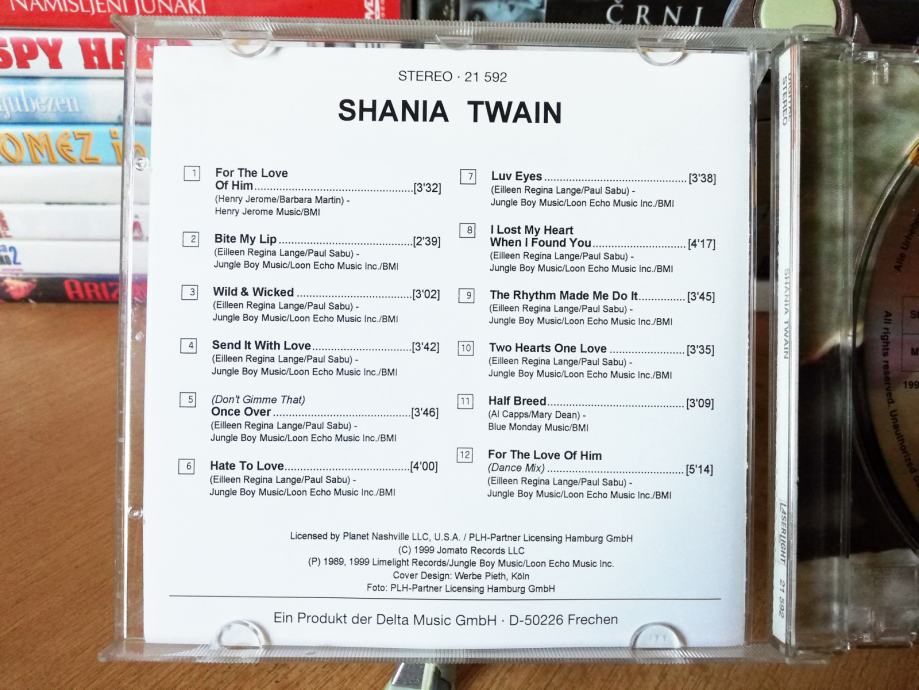 NAMIŠLJENI JUNAKI
ČRNI
SPY HARD
ljubezen
OMEZ in
2
ARIZ
STEREO · 21 592
SHANIA TWAIN
1 For The Love
Of Him [3'32]
(Henry Jerome/Barbara Martin) -
Henry Jerome Music/BMI
2 Bite My Lip [2'39]
(Eilleen Regina Lange/Paul Sabu) -
Jungle Boy Music/Loon Echo Music Inc./BMI
3 Wild & Wicked [3'02]
(Eilleen Regina Lange/Paul Sabu) -
Jungle Boy Music/Loon Echo Music Inc./BMI
4 Send It With Love [3'42]
(Eilleen Regina Lange/Paul Sabu) -
Jungle Boy Music/Loon Echo Music Inc./BMI
5 (Don't Gimme That)
Once Over [3'46]
(Eilleen Regina Lange/Paul Sabu) -
Jungle Boy Music/Loon Echo Music Inc./BMI
6 Hate To Love [4'00]
(Eilleen Regina Lange/Paul Sabu) -
Jungle Boy Music/Loon Echo Music Inc./BMI
7 Luv Eyes [3'38]
(Eilleen Regina Lange/Paul Sabu) -
Jungle Boy Music/Loon Echo Music Inc./BMI
8 I Lost My Heart
When I Found You [4'17]
(Eilleen Regina Lange/Paul Sabu) -
Jungle Boy Music/Loon Echo Music Inc./BMI
9 The Rhythm Made Me Do It [3'45]
(Eilleen Regina Lange/Paul Sabu) -
Jungle Boy Music/Loon Echo Music Inc./BMI
10 Two Hearts One Love [3'35]
(Eilleen Regina Lange/Paul Sabu) -
Jungle Boy Music/Loon Echo Music Inc./BMI
11 Half Breed [3'09]
(Al Capps/Mary Dean) -
Blue Monday Music/BMI
12 For The Love Of Him
(Dance Mix) [5'14]
(Eilleen Regina Lange/Paul Sabu) -
Jungle Boy Music/Loon Echo Music Inc./BMI
Licensed by Planet Nashville LLC, U.S.A. / PLH-Partner Licensing Hamburg GmbH
(C) 1999 Jomato Records LLC
(P) 1989, 1999 Limelight Records/Jungle Boy Music/Loon Echo Music Inc.
Cover Design: Werbe Pieth, Köln
Foto: PLH-Partner Licensing Hamburg GmbH
Ein Produkt der Delta Music GmbH · D-50226 Frechen
STEREO
SHANIA TWAIN
LASERLIGHT 21 592
Alle
All rights reserved. Unauthorized